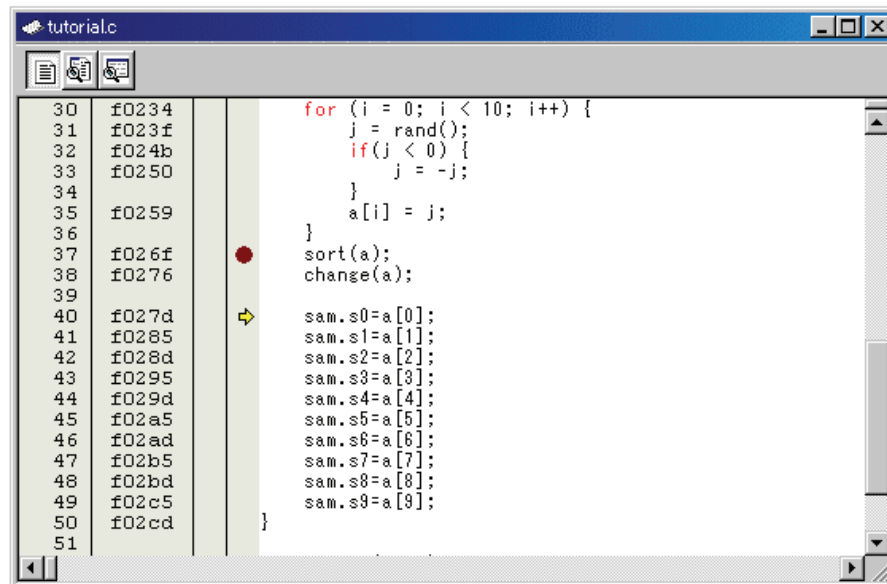 tutorial.c
30 f0234 for (i = 0; i < 10; i++) {
31 f023f j = rand();
32 f024b if(j < 0) {
33 f0250 j = -j;
34 }
35 f0259 a[i] = j;
36 }
37 f026f sort(a);
38 f0276 change(a);
39
40 f027d sam.s0=a[0];
41 f0285 sam.s1=a[1];
42 f028d sam.s2=a[2];
43 f0295 sam.s3=a[3];
44 f029d sam.s4=a[4];
45 f02a5 sam.s5=a[5];
46 f02ad sam.s6=a[6];
47 f02b5 sam.s7=a[7];
48 f02bd sam.s8=a[8];
49 f02c5 sam.s9=a[9];
50 f02cd }
51